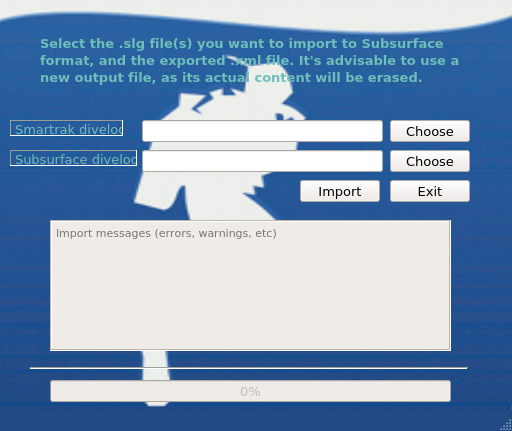 Select the .slg file(s) you want to import to Subsurface
format, and the exported .xml file. It's advisable to use a
new output file, as its actual content will be erased.
Smartrak diveloc
Choose
Subsurface diveloc
Choose
Import
Exit
Import messages (errors, warnings, etc)
0%